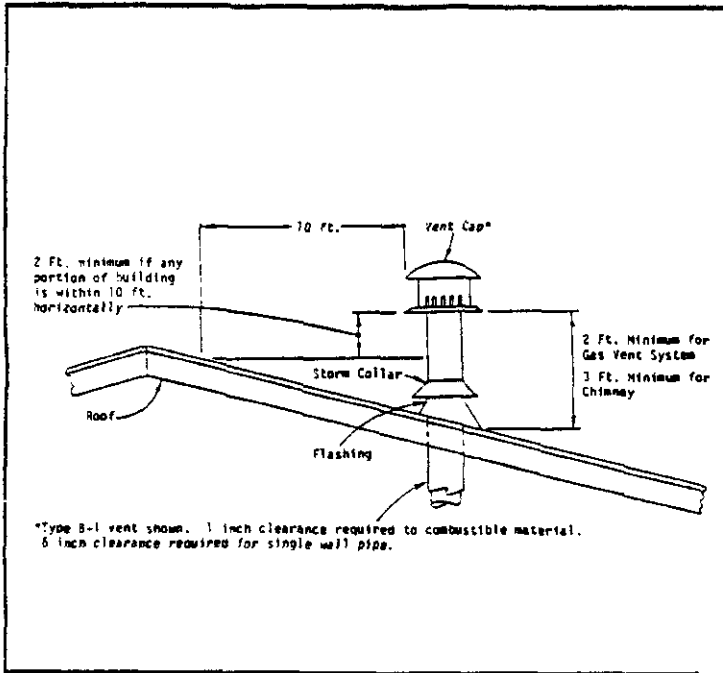 10 Ft.
Vent Cap*
2 Ft. minimum if any
portion of building
is within 10 ft.
horizontally
2 Ft. Minimum for
Gas Vent System
3 Ft. Minimum for
Chimney
Storm Collar
Roof
Flashing
*Type B-1 vent shown. 1 inch clearance required to combustible material.
6 inch clearance required for single wall pipe.